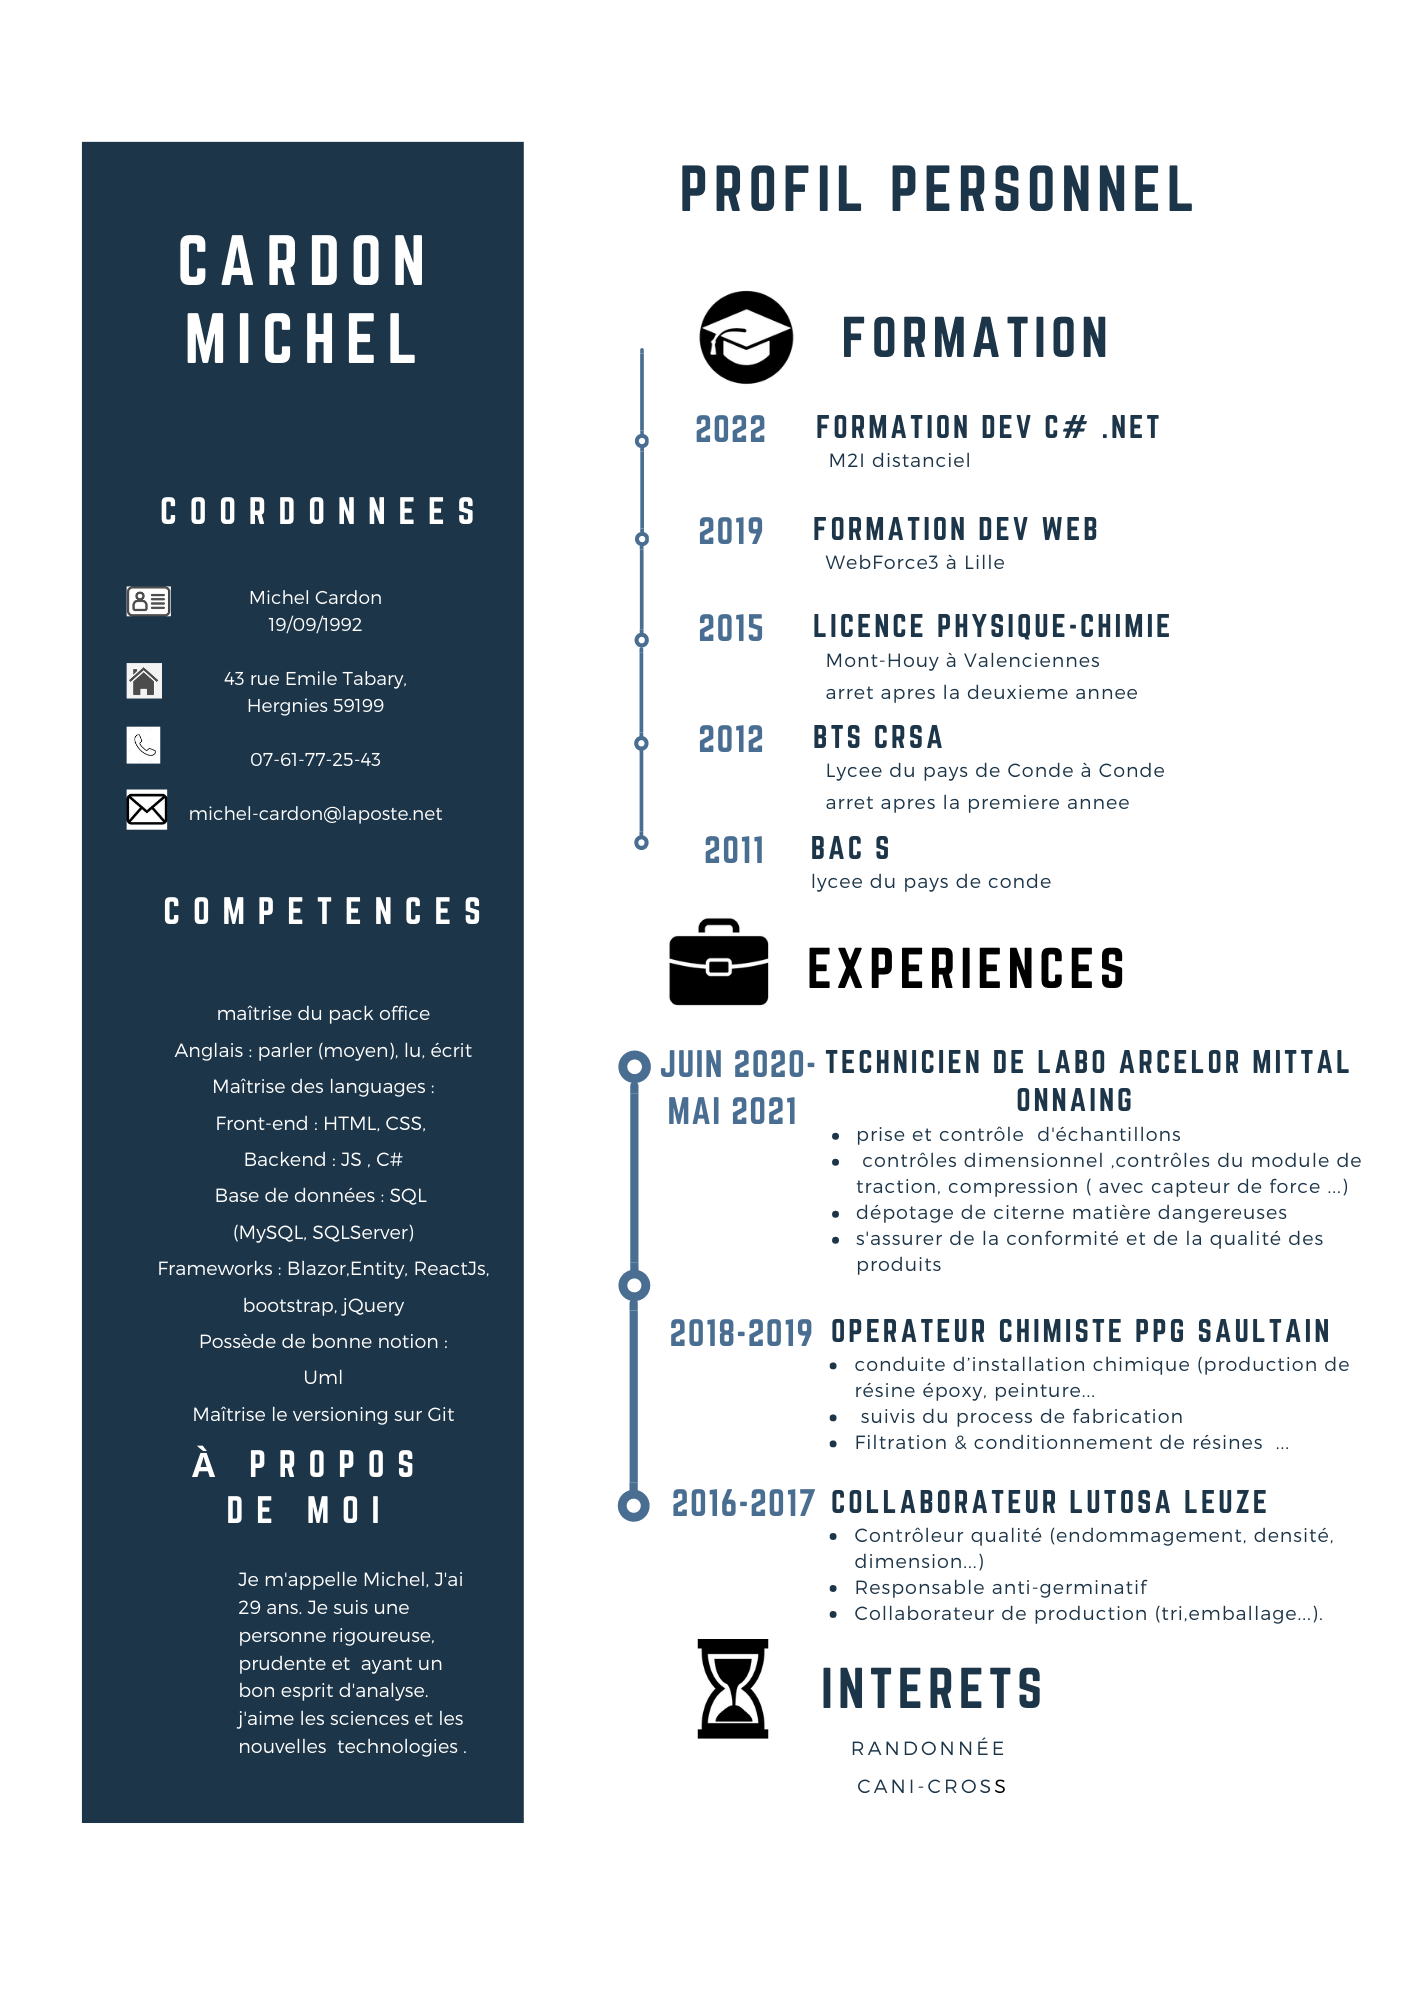 CARDON
MICHEL
COORDONNEES
Michel Cardon
19/09/1992
43 rue Emile Tabary,
Hergnies 59199
07-61-77-25-43
michel-cardon@laposte.net
COMPETENCES
maîtrise du pack office
Anglais : parler (moyen), lu, écrit
Maîtrise des languages :
Front-end : HTML, CSS,
Backend : JS , C#
Base de données : SQL
(MySQL, SQLServer)
Frameworks : Blazor,Entity, ReactJs,
bootstrap, jQuery
Possède de bonne notion :
Uml
Maîtrise le versioning sur Git
À PROPOS
DE MOI
Je m'appelle Michel, J'ai
29 ans. Je suis une
personne rigoureuse,
prudente et  ayant un
bon esprit d'analyse.
j'aime les sciences et les
nouvelles  technologies .
PROFIL PERSONNEL
FORMATION
2022 FORMATION DEV C# .NET
M2I distanciel
2019 FORMATION DEV WEB
WebForce3 à Lille
2015 LICENCE PHYSIQUE-CHIMIE
Mont-Houy à Valenciennes
arret apres la deuxieme annee
2012 BTS CRSA
Lycee du pays de Conde à Conde
arret apres la premiere annee
2011 BAC S
lycee du pays de conde
EXPERIENCES
JUIN 2020-
MAI 2021
TECHNICIEN DE LABO ARCELOR MITTAL
ONNAING
• prise et contrôle  d'échantillons
• contrôles dimensionnel ,contrôles du module de
traction, compression ( avec capteur de force ...)
• dépotage de citerne matière dangereuses
• s'assurer de la conformité et de la qualité des
produits
2018-2019 OPERATEUR CHIMISTE PPG SAULTAIN
• conduite d'installation chimique (production de
résine époxy, peinture...
• suivis du process de fabrication
• Filtration & conditionnement de résines  ...
2016-2017 COLLABORATEUR LUTOSA LEUZE
• Contrôleur qualité (endommagement, densité,
dimension...)
• Responsable anti-germinatif
• Collaborateur de production (tri,emballage...).
INTERETS
RANDONNÉE
CANI-CROSS